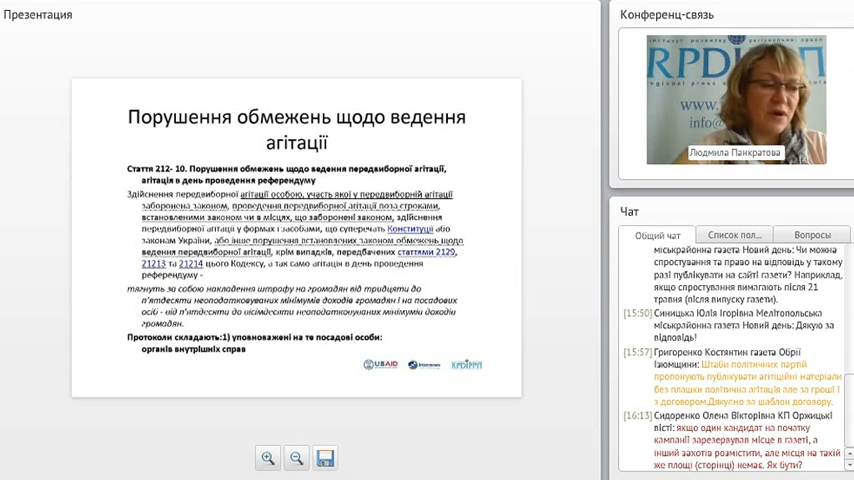 Презентация
Порушення обмежень щодо ведення
агітації
Стаття 212- 10. Порушення обмежень щодо ведення передвиборної агітації,
агітація в день проведення референдуму
Здійснення передвиборної агітації особою, участь якої у передвиборній агітації
заборонена законом, проведення передвиборної агітації поза строками,
встановленими законом чи в місцях, що заборонені законом, здійснення
передвиборної агітації у формах і засобами, що суперечать Конституції або
законам України, або інше порушення встановлених законом обмежень щодо
ведення передвиборної агітації, крім випадків, передбачених статтями 2129,
21213 та 21214 цього Кодексу, а так само агітація в день проведення
референдуму -
тягнуть за собою накладення штрафу на громадян від тридцяти до
п'ятдесяти неоподатковуваних мінімумів доходів громадян і на посадових
осіб - від п'ятдесяти до вісімдесяти неоподатковуваних мінімумів доходів
громадян.
Протоколи складають:1) уповноважені на те посадові особи:
органів внутрішніх справ
USAID
Internews
Конференц-связь
RPDI
www.
info@
Людмила Панкратова
Чат
Общий чат
Список пол...
Вопросы
міськрайонна газета Новий день: Чи можна
спростування та право на відповідь у такому
разі публікувати на сайті газети? Наприклад,
якщо спростування вимагають після 21
травня (після випуску газети).
[15:50] Синицька Юлія Ігорівна Мелітопольська
міськрайонна газета Новий день: Дякую за
відповідь!
[15:57] Григоренко Костянтин газета Обрії
Ізюмщини: Штаби політичних партій
пропонують публікувати агітаційні матеріали
без плашки політична агітація але за гроші і
з договором.Дякуємо за шаблон договору.
[16:13] Сидоренко Олена Вікторівна КП Оржицькі
вісті: якщо один кандидат на початку
кампанії зарезервував місце в газеті, а
інший захотів розмістити, але місця на такій
же площі (сторінці) немає. Як бути?